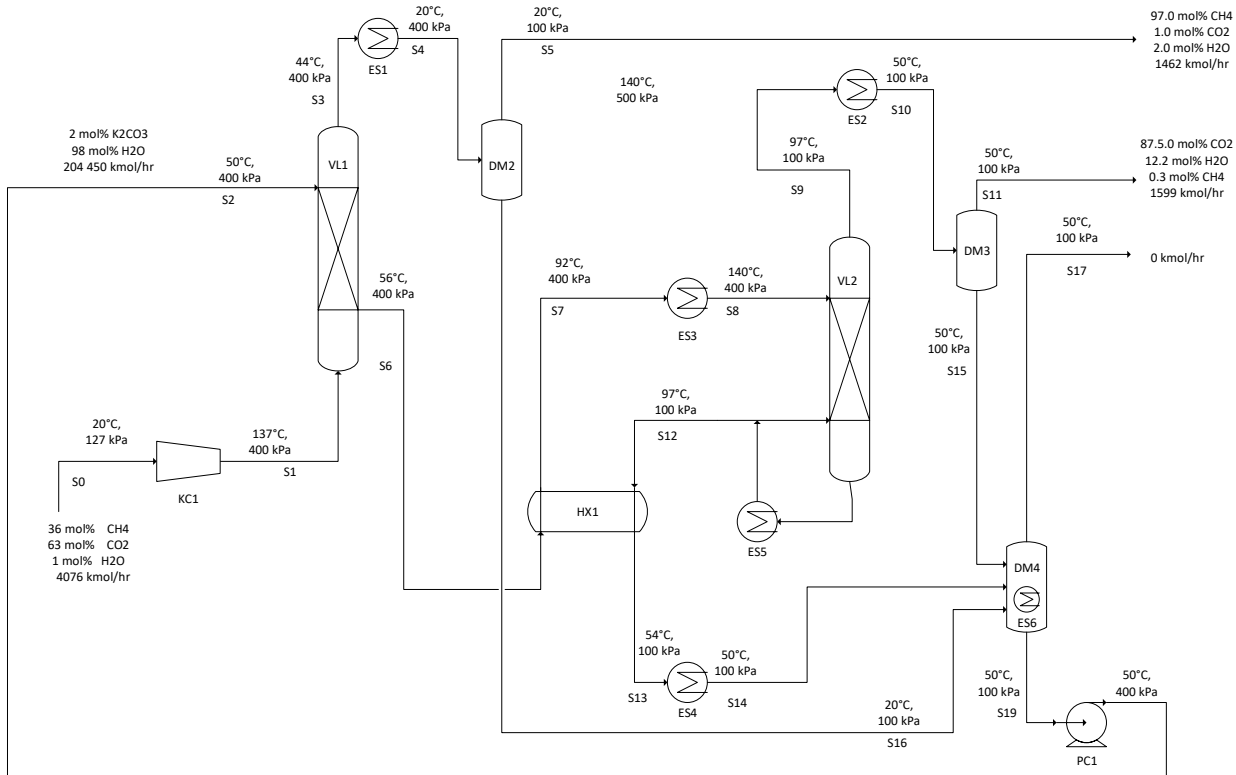 20°C,
400 kPa
S4
ES1
20°C,
100 kPa
S5
97.0 mol% CH4
1.0 mol% CO2
2.0 mol% H2O
1462 kmol/hr
44°C,
400 kPa
S3
140°C,
500 kPa
50°C,
100 kPa
S10
ES2
2 mol% K2CO3
98 mol% H2O
204 450 kmol/hr
50°C,
400 kPa
S2
VL1
DM2
97°C,
100 kPa
S9
87.5.0 mol% CO2
12.2 mol% H2O
0.3 mol% CH4
1599 kmol/hr
50°C,
100 kPa
S11
DM3
50°C,
100 kPa
S17
0 kmol/hr
56°C,
400 kPa
S6
92°C,
400 kPa
S7
ES3
140°C,
400 kPa
S8
VL2
50°C,
100 kPa
S15
97°C,
100 kPa
S12
20°C,
127 kPa
S0
137°C,
400 kPa
S1
KC1
HX1
ES5
36 mol% CH4
63 mol% CO2
1 mol% H2O
4076 kmol/hr
DM4
ES6
54°C,
100 kPa
S13
ES4
50°C,
100 kPa
S14
20°C,
100 kPa
S16
50°C,
100 kPa
S19
50°C,
400 kPa
PC1